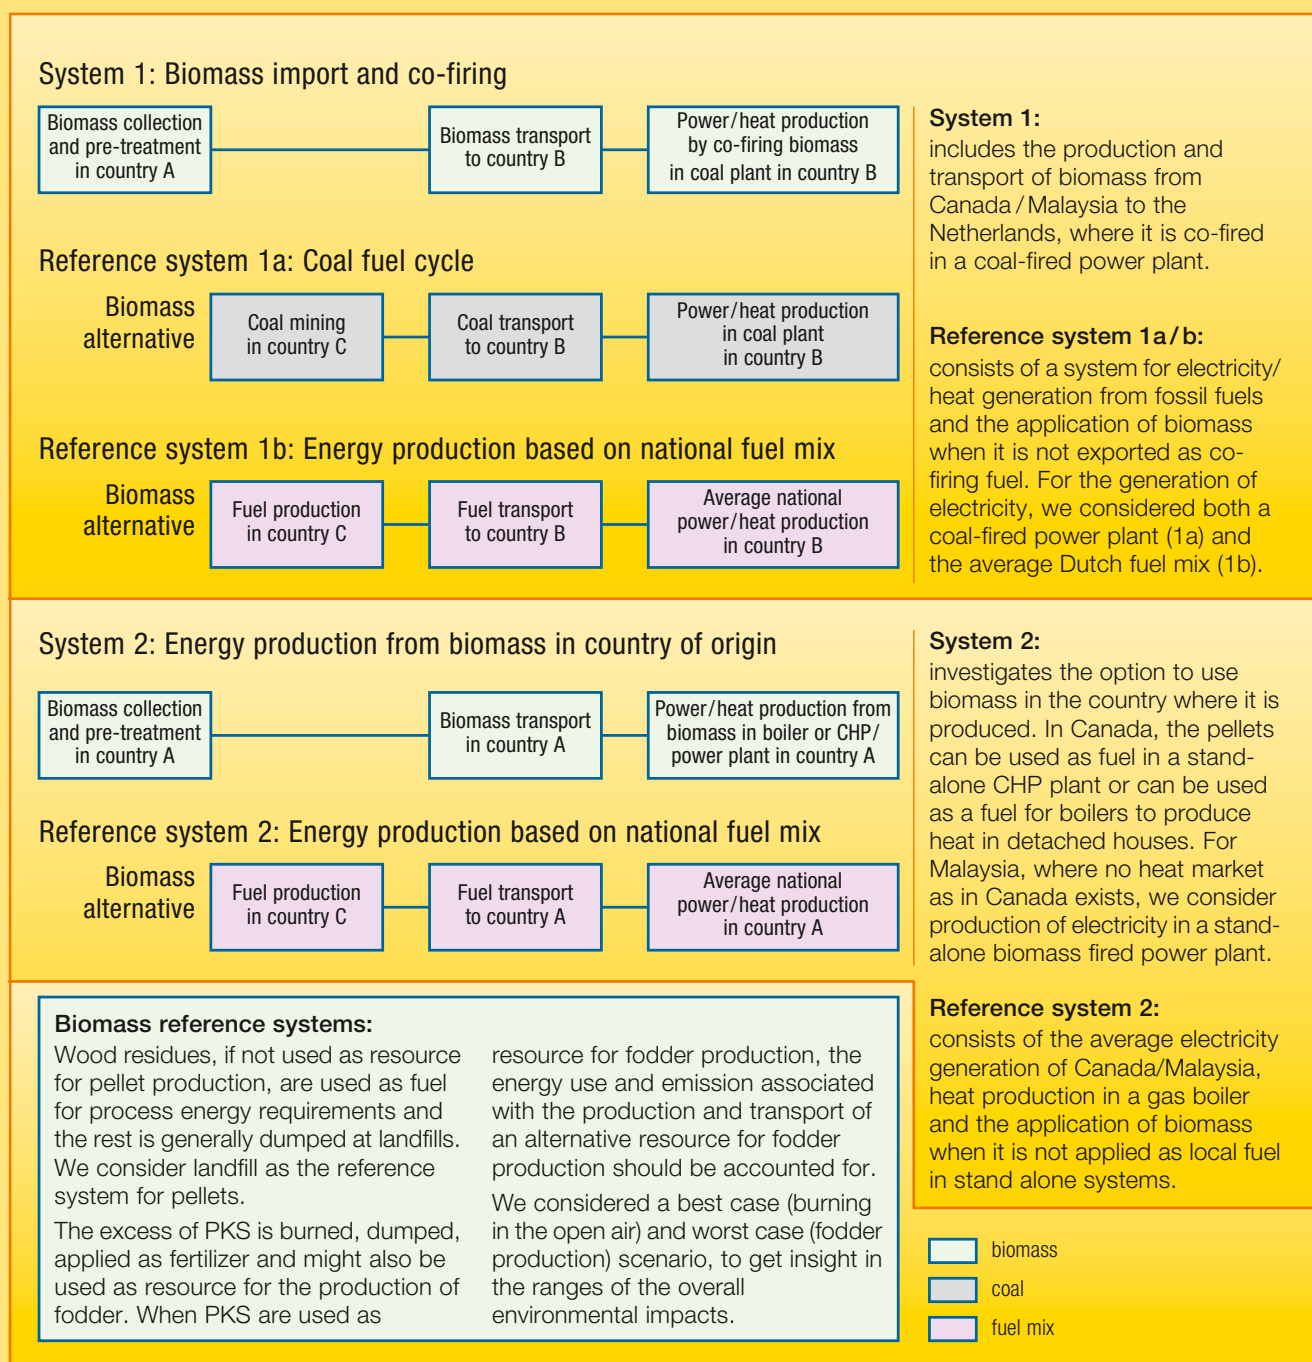 System 1: Biomass import and co-firing
Biomass collection
and pre-treatment
in country A
Biomass transport
to country B
Power/heat production
by co-firing biomass
in coal plant in country B
System 1:
includes the production and
transport of biomass from
Canada/Malaysia to the
Netherlands, where it is co-fired
in a coal-fired power plant.
Reference system 1a: Coal fuel cycle
Biomass
alternative
Coal mining
in country C
Coal transport
to country B
Power/heat production
in coal plant
in country B
Reference system 1a/b:
consists of a system for electricity/
heat generation from fossil fuels
and the application of biomass
when it is not exported as co-
firing fuel. For the generation of
electricity, we considered both a
coal-fired power plant (1a) and
the average Dutch fuel mix (1b).
Reference system 1b: Energy production based on national fuel mix
Biomass
alternative
Fuel production
in country C
Fuel transport
to country B
Average national
power/heat production
in country B
System 2: Energy production from biomass in country of origin
Biomass collection
and pre-treatment
in country A
Biomass transport
in country A
Power/heat production from
biomass in boiler or CHP/
power plant in country A
System 2:
investigates the option to use
biomass in the country where it is
produced. In Canada, the pellets
can be used as fuel in a stand-
alone CHP plant or can be used
as a fuel for boilers to produce
heat in detached houses. For
Malaysia, where no heat market
as in Canada exists, we consider
production of electricity in a stand-
alone biomass fired power plant.
Reference system 2: Energy production based on national fuel mix
Biomass
alternative
Fuel production
in country C
Fuel transport
to country A
Average national
power/heat production
in country A
Reference system 2:
consists of the average electricity
generation of Canada/Malaysia,
heat production in a gas boiler
and the application of biomass
when it is not applied as local fuel
in stand alone systems.
Biomass reference systems:
Wood residues, if not used as resource
for pellet production, are used as fuel
for process energy requirements and
the rest is generally dumped at landfills.
We consider landfill as the reference
system for pellets.
The excess of PKS is burned, dumped,
applied as fertilizer and might also be
used as resource for the production of
fodder. When PKS are used as
resource for fodder production, the
energy use and emission associated
with the production and transport of
an alternative resource for fodder
production should be accounted for.
We considered a best case (burning
in the open air) and worst case (fodder
production) scenario, to get insight in
the ranges of the overall
environmental impacts.
biomass
coal
fuel mix